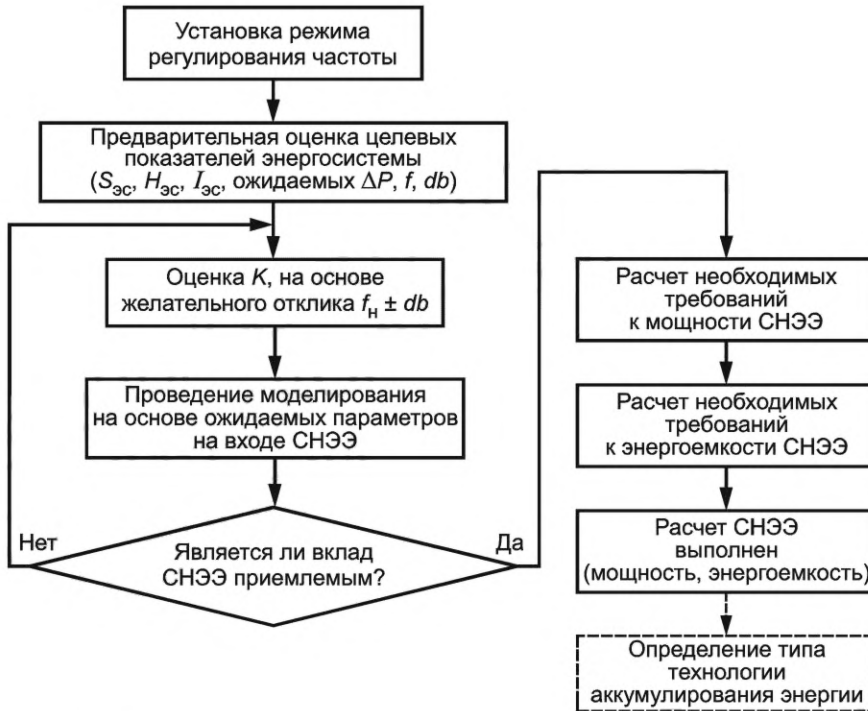 Установка режима
регулирования частоты
Предварительная оценка целевых
показателей энергосистемы
(Sэс, Hэс, Iэс, ожидаемых ΔP, f, db)
Оценка K, на основе
желательного отклика fн ± db
Проведение моделирования
на основе ожидаемых параметров
на входе СНЭЭ
Нет
Является ли вклад
СНЭЭ приемлемым?
Да
Расчет необходимых
требований
к мощности СНЭЭ
Расчет необходимых
требований
к энергоемкости СНЭЭ
Расчет СНЭЭ
выполнен
(мощность, энергоемкость)
Определение типа
технологии
аккумулирования энергии